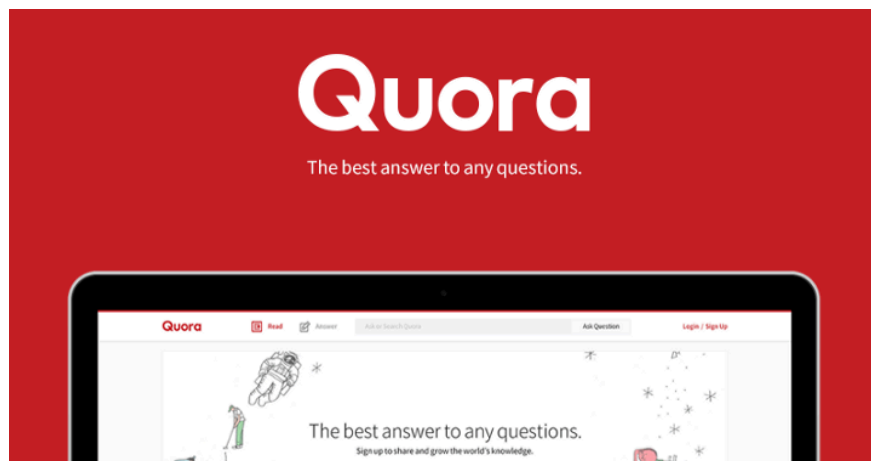 Quora
The best answer to any questions.
Quora Read Answer Ask or Search Quora Ask Question Login / Sign Up
The best answer to any questions.
Sign up to share and grow the world's knowledge.